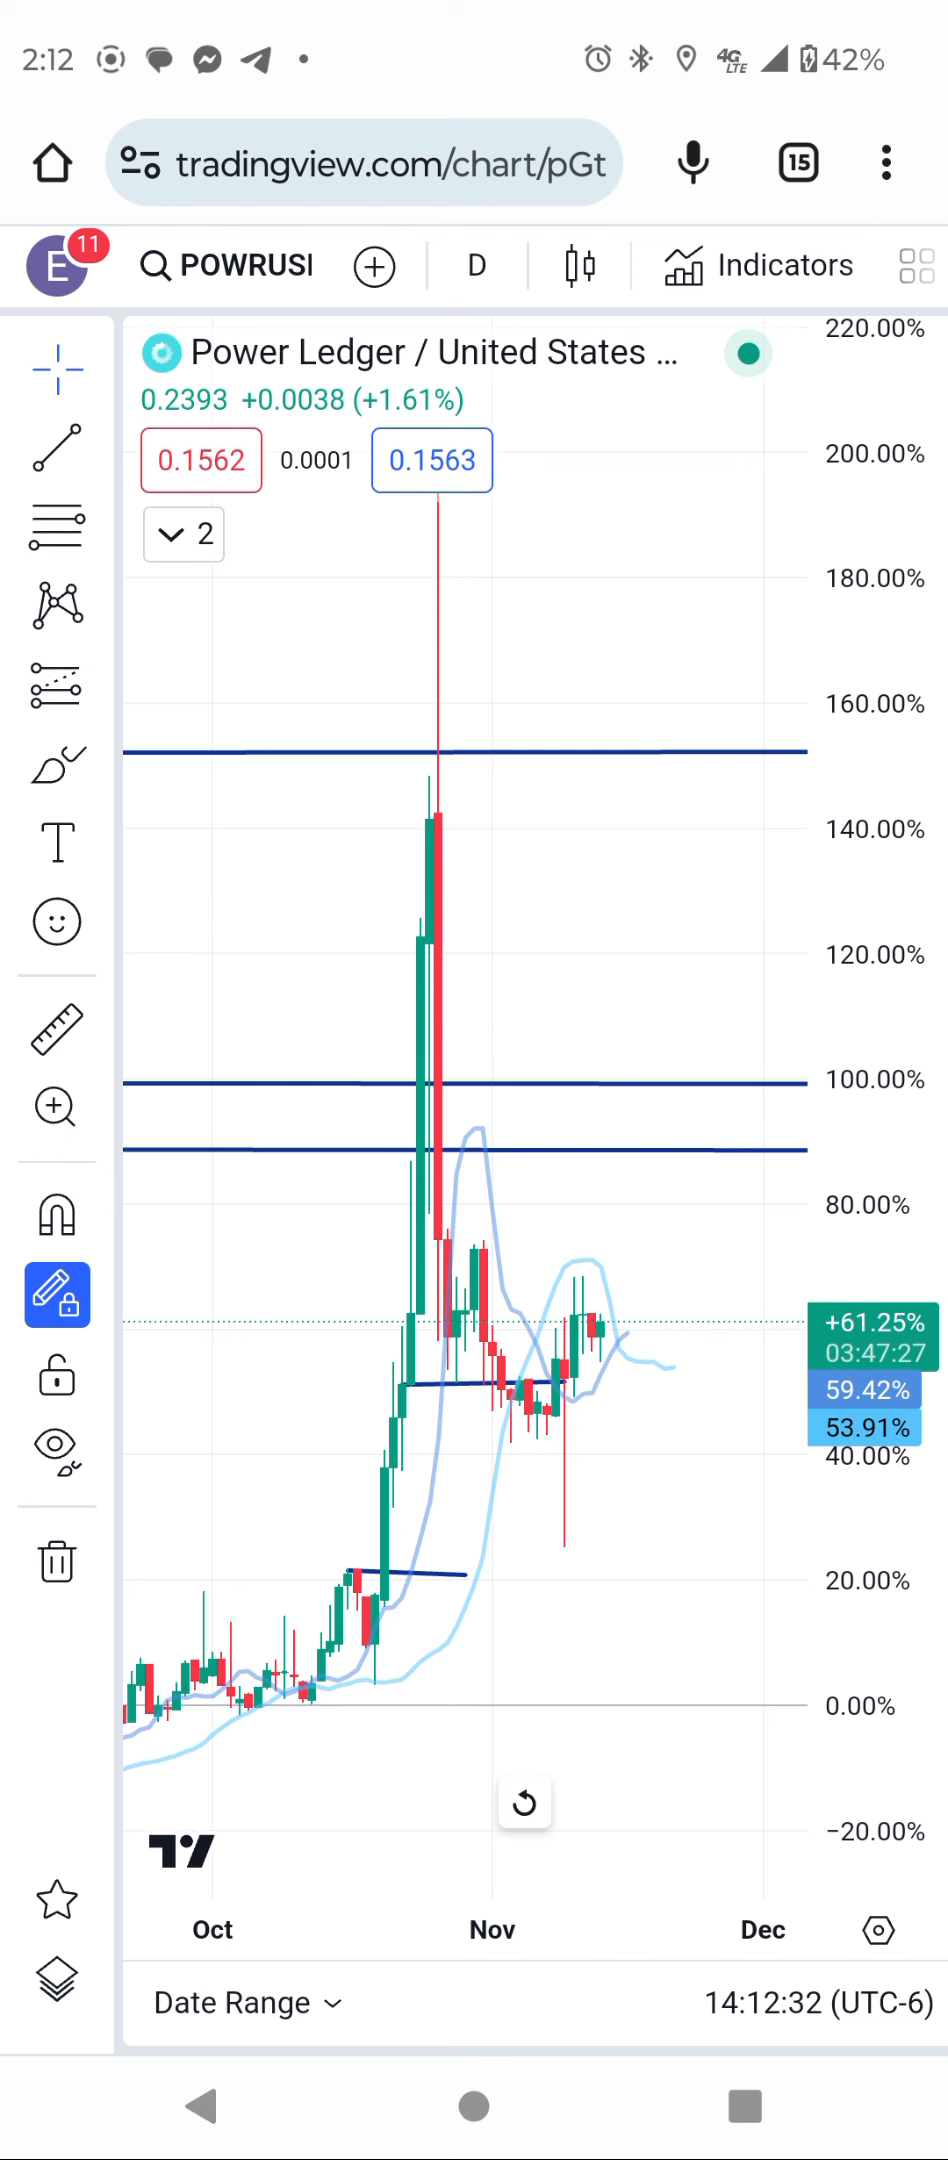 2:12 4G LTE 42%
tradingview.com/chart/pGt 15
E 11 POWRUSI D Indicators
Power Ledger / United States ...
0.2393 +0.0038 (+1.61%)
0.1562 0.0001 0.1563
2
220.00%
200.00%
180.00%
160.00%
140.00%
120.00%
100.00%
80.00%
+61.25%
03:47:27
59.42%
53.91%
40.00%
20.00%
0.00%
−20.00%
Oct Nov Dec
Date Range 14:12:32 (UTC-6)